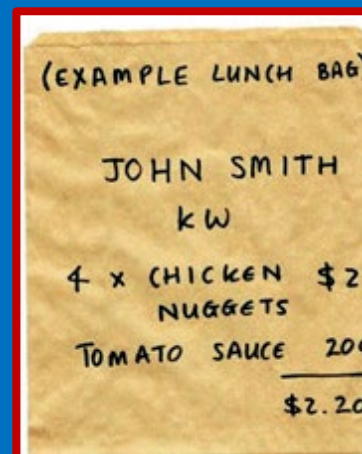 (EXAMPLE LUNCH BAG)
JOHN SMITH
KW
4 x CHICKEN $2
NUGGETS
TOMATO SAUCE 20
$2.20